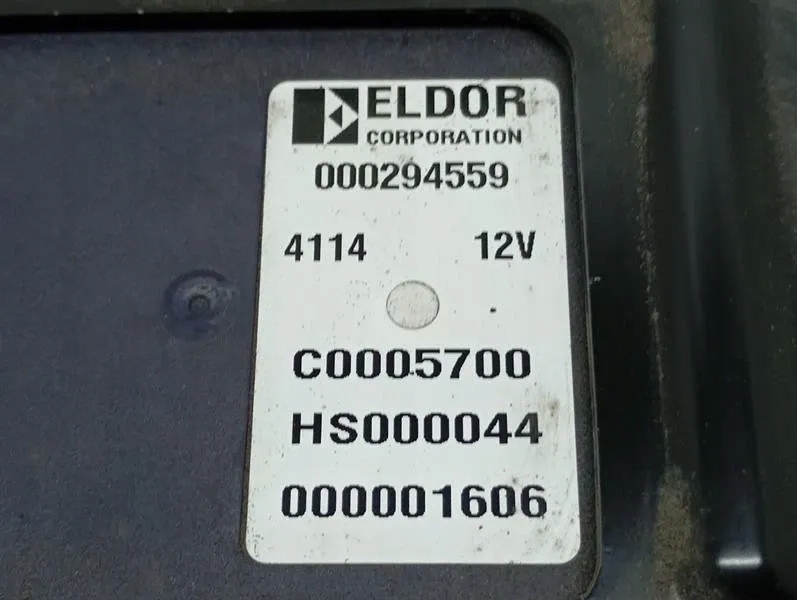 ELDOR
CORPORATION
000294559
4114 12V
C0005700
HS000044
000001606